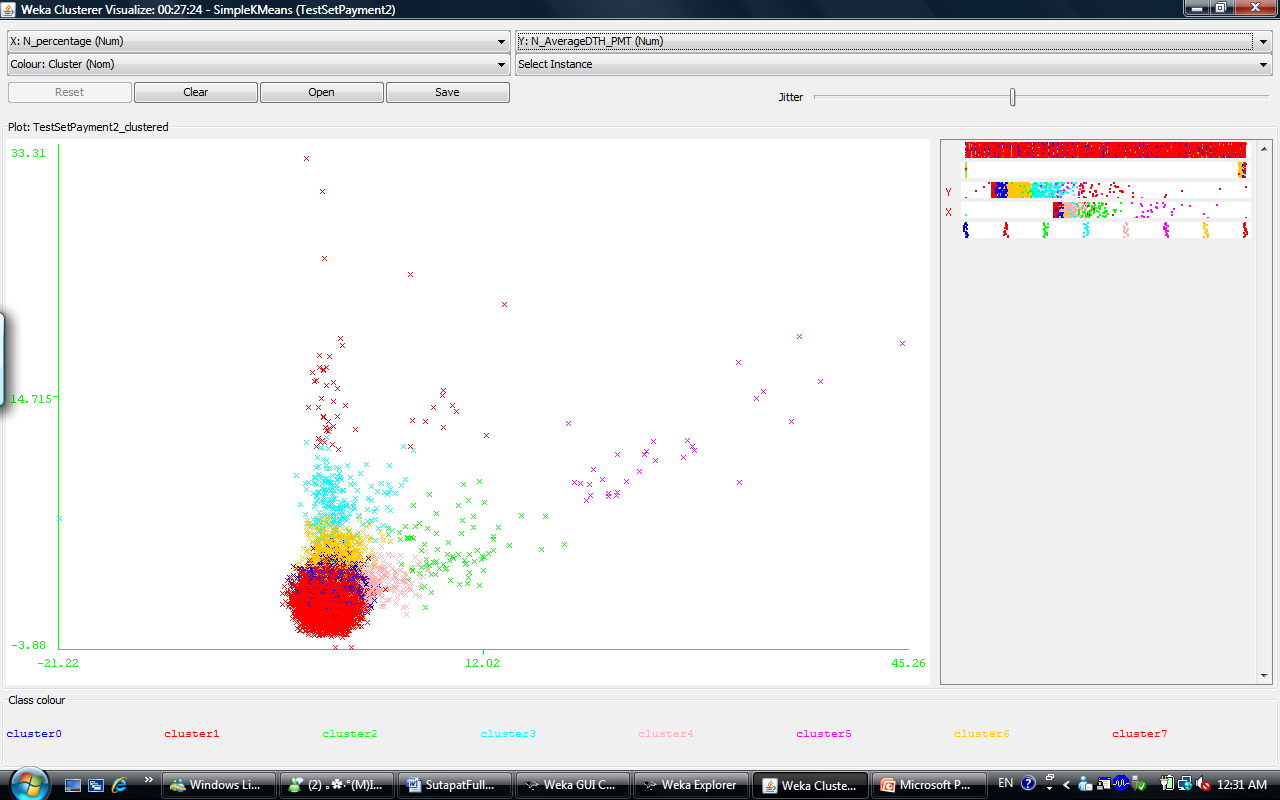 Weka Clusterer Visualize: 00:27:24 - SimpleKMeans (TestSetPayment2)
X: N_percentage (Num)
Y: N_AverageDTH_PMT (Num)
Colour: Cluster (Nom)
Select Instance
Reset
Clear
Open
Save
Jitter
Plot: TestSetPayment2_clustered
33.31
14.715
-3.88
-21.22
12.02
45.26
Y
X
Class colour
cluster0
cluster1
cluster2
cluster3
cluster4
cluster5
cluster6
cluster7
Windows Li...
SutapatFull...
Weka GUI C...
Weka Explorer
Weka Cluste...
Microsoft P...
EN
12:31 AM